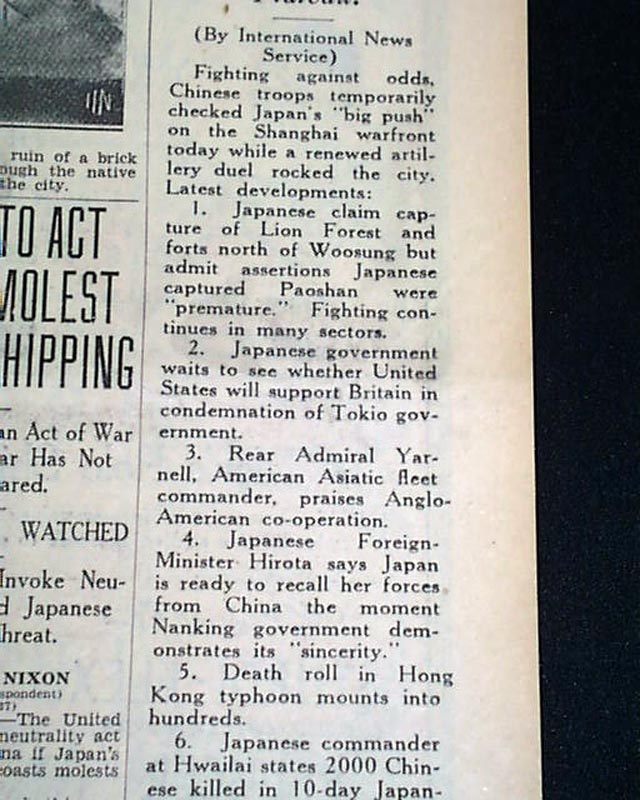 ruin of a brick
ough the native
the city.
TO ACT
MOLEST
HIPPING
an Act of War
ar Has Not
ared.
WATCHED
Invoke Neu-
d Japanese
hreat.
NIXON
spondent)
—The United
neutrality act
na if Japan's
coasts molests
(By International News
Service)
Fighting against odds,
Chinese troops temporarily
checked Japan's "big push"
on the Shanghai warfront
today while a renewed artil-
lery duel rocked the city.
Latest developments:
1. Japanese claim cap-
ture of Lion Forest and
forts north of Woosung but
admit assertions Japanese
captured Paoshan were
"premature." Fighting con-
tinues in many sectors.
2. Japanese government
waits to see whether United
States will support Britain in
condemnation of Tokio gov-
ernment.
3. Rear Admiral Yar-
nell, American Asiatic fleet
commander, praises Anglo-
American co-operation.
4. Japanese Foreign-
Minister Hirota says Japan
is ready to recall her forces
from China the moment
Nanking government dem-
onstrates its "sincerity."
5. Death roll in Hong
Kong typhoon mounts into
hundreds.
6. Japanese commander
at Hwailai states 2000 Chin-
ese killed in 10-day Japan-